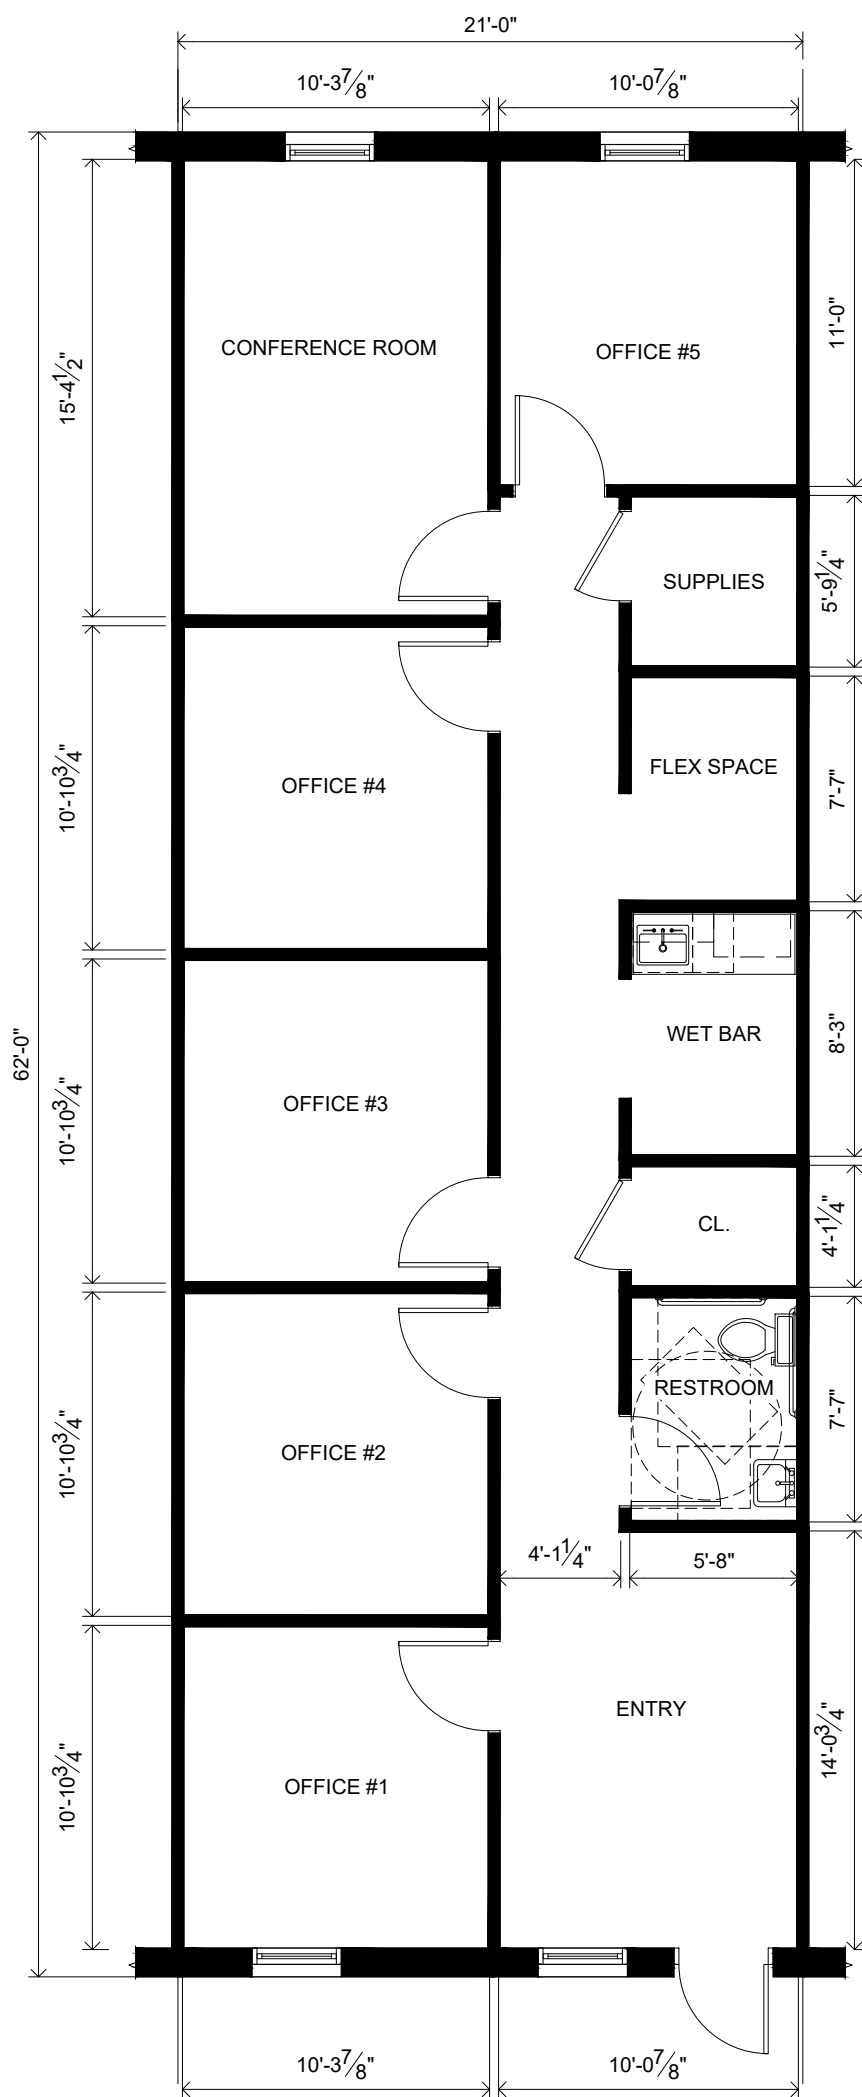 21'-0"
10'-3 7/8"
10'-0 7/8"
CONFERENCE ROOM
OFFICE #5
11'-0"
15'-4 1/2"
SUPPLIES
5'-9 1/4"
FLEX SPACE
OFFICE #4
10'-10 3/4"
7'-7"
62'-0"
WET BAR
8'-3"
OFFICE #3
10'-10 3/4"
CL.
4'-1 1/4"
RESTROOM
7'-7"
OFFICE #2
10'-10 3/4"
4'-1 1/4"
5'-8"
ENTRY
14'-0 3/4"
OFFICE #1
10'-10 3/4"
10'-3 7/8"
10'-0 7/8"